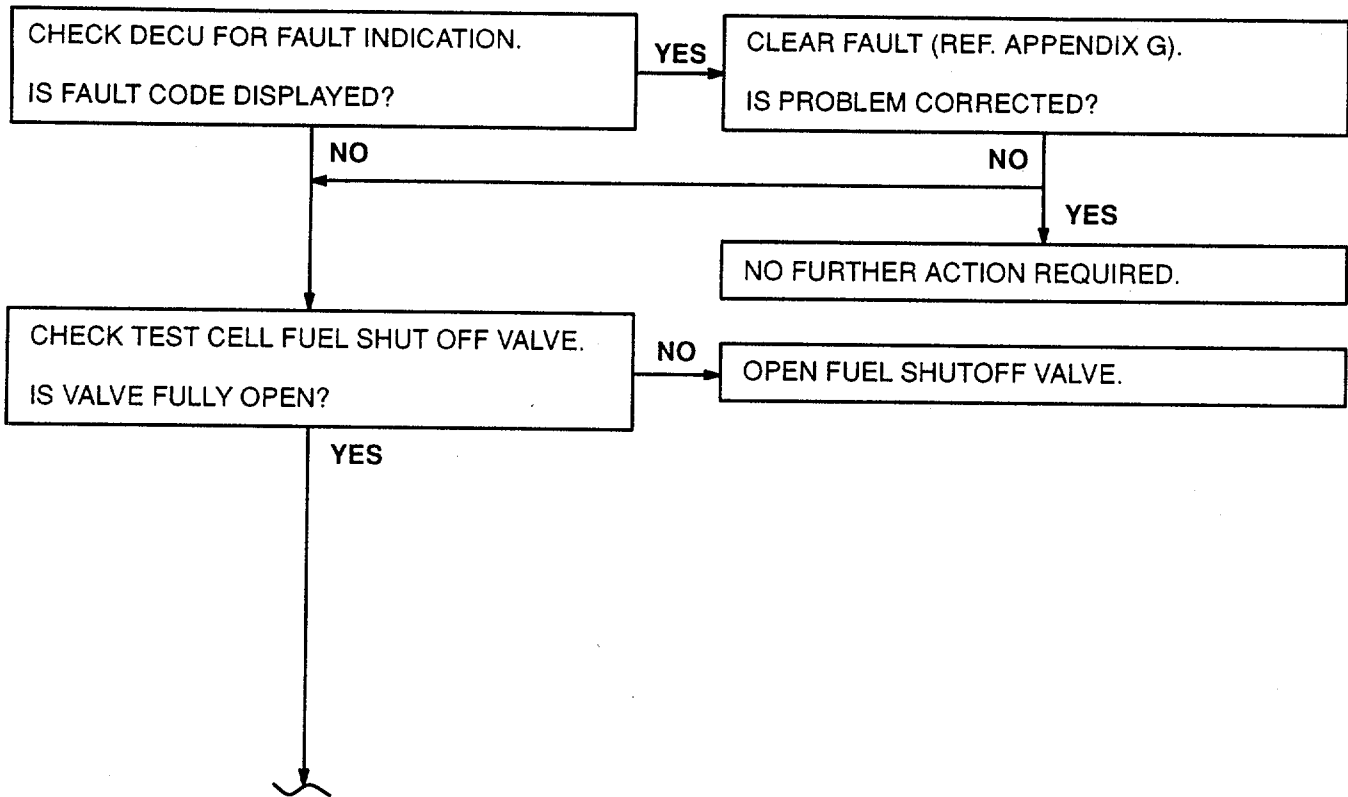 CHECK DECU FOR FAULT INDICATION.
IS FAULT CODE DISPLAYED?
YES
CLEAR FAULT (REF. APPENDIX G).
IS PROBLEM CORRECTED?
NO
NO
YES
NO FURTHER ACTION REQUIRED.
CHECK TEST CELL FUEL SHUT OFF VALVE.
IS VALVE FULLY OPEN?
NO
OPEN FUEL SHUTOFF VALVE.
YES